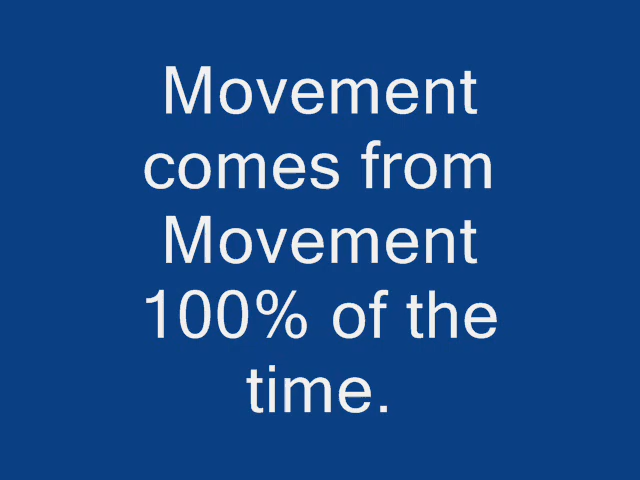 Movement
comes from
Movement
100% of the
time.